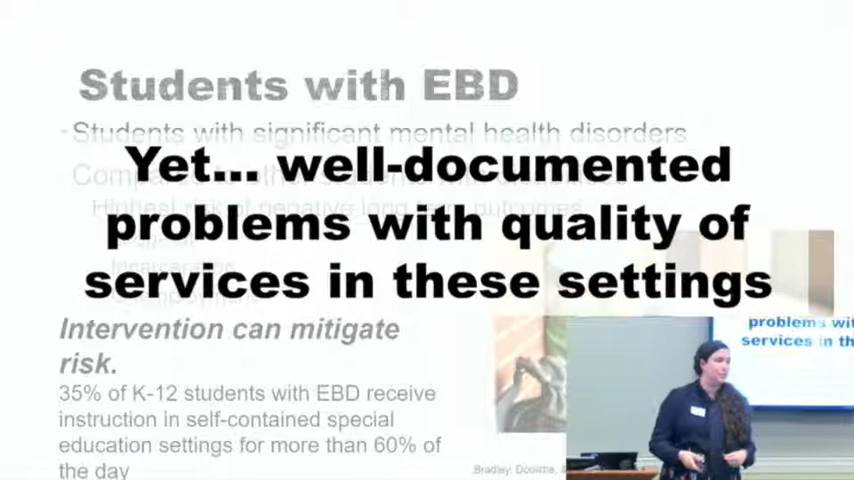 Students with EBD
Students with significant mental health disorders
Yet... well-documented
problems with quality of
services in these settings
Intervention can mitigate
risk.
35% of K-12 students with EBD receive
instruction in self-contained special
education settings for more than 60% of
the day
Bradley, Doolittle,
problems wit
services in th